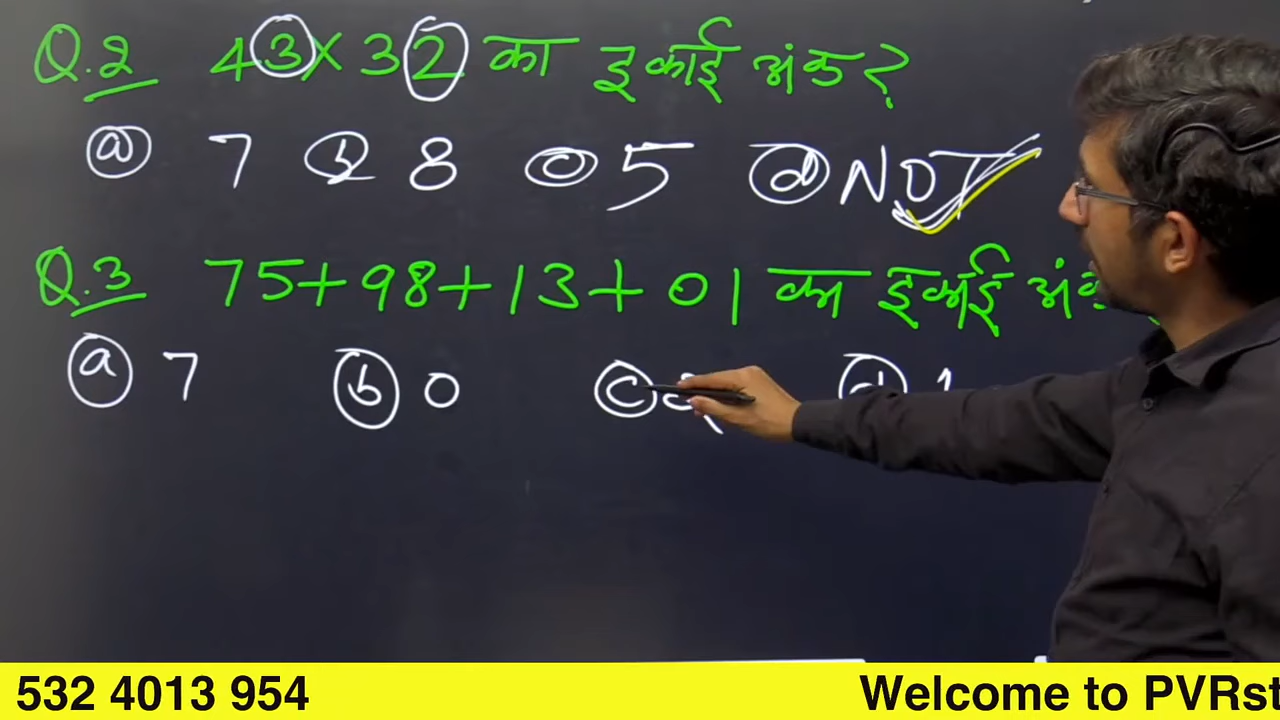 Q.2 43×32 का इकाई अंक?
(a) 7 (b) 8 (c) 5 (d) NOT
Q.3 75+98+13+01 का इकाई
(a) 7 (b) 0 (c) (d) 1
532 4013 954 Welcome to PVRst